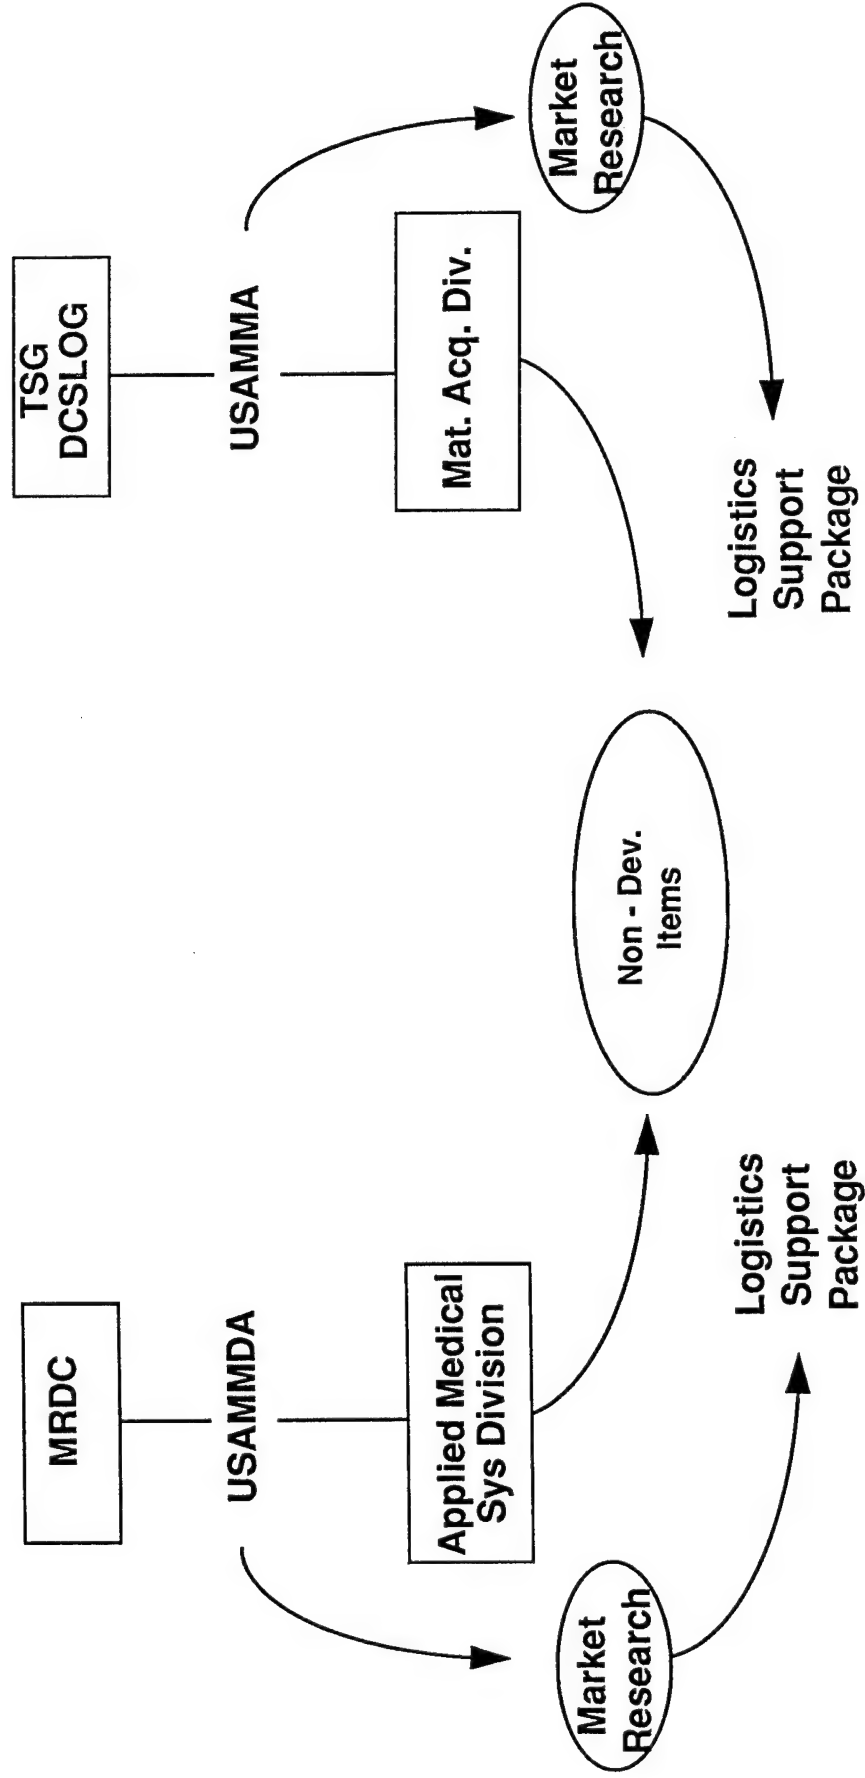 MRDC
USAMMDA
Applied Medical
Sys Division
Market
Research
Logistics
Support
Package
Non - Dev.
Items
TSG
DCSLOG
USAMMA
Mat. Acq. Div.
Market
Research
Logistics
Support
Package